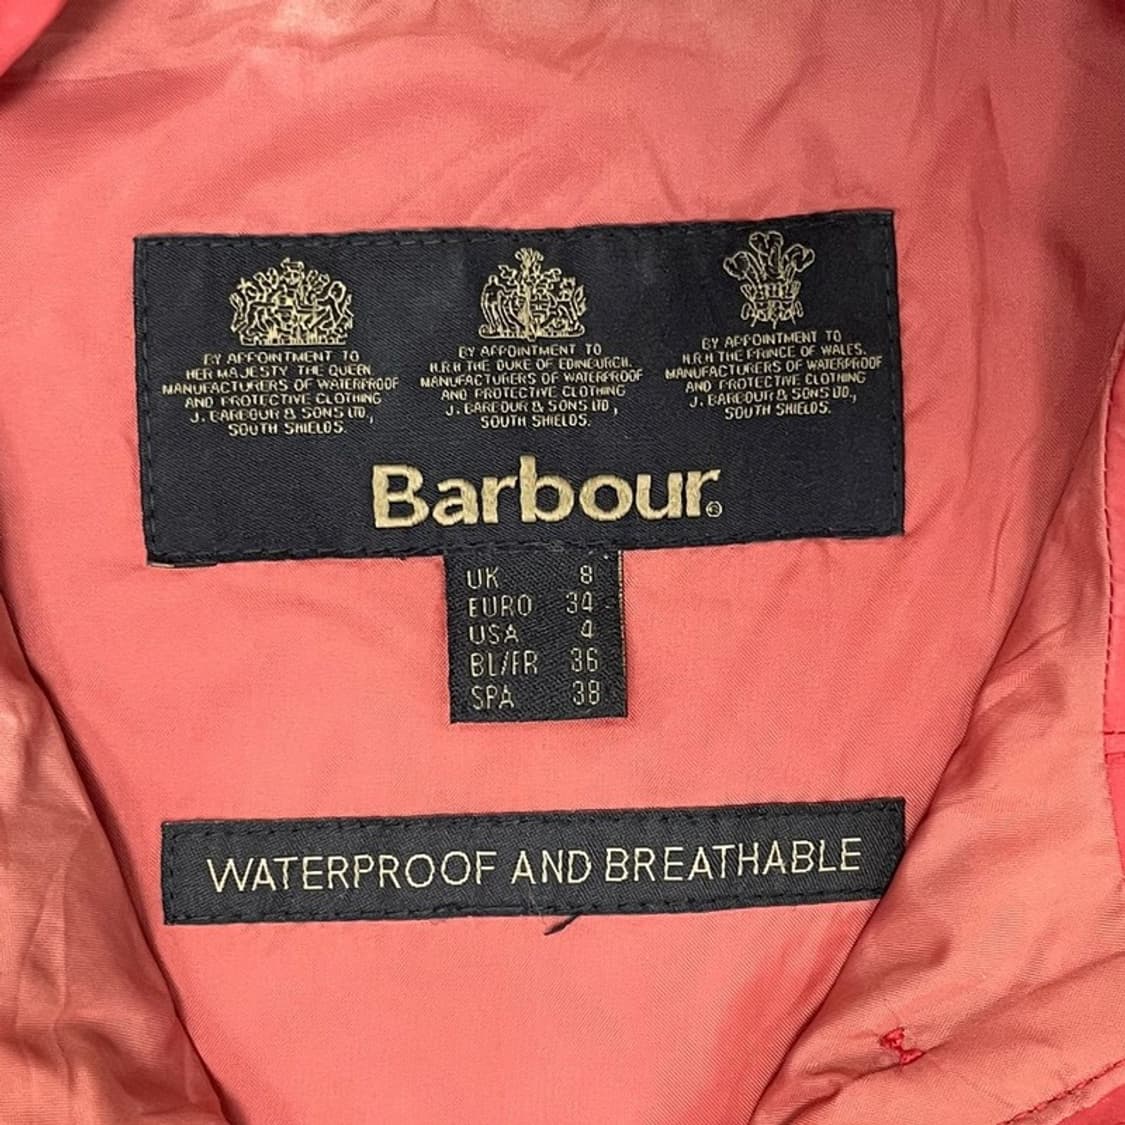 BY APPOINTMENT TO
HER MAJESTY THE QUEEN
MANUFACTURERS OF WATERPROOF
AND PROTECTIVE CLOTHING
J. BARBOUR & SONS LTD.,
SOUTH SHIELDS.
BY APPOINTMENT TO
H.R.H THE DUKE OF EDINBURGH.
MANUFACTURERS OF WATERPROOF
AND PROTECTIVE CLOTHING
J. BARBOUR & SONS LTD,
SOUTH SHIELDS.
BY APPOINTMENT TO
H.R.H THE PRINCE OF WALES.
MANUFACTURERS OF WATERPROOF
AND PROTECTIVE CLOTHING
J. BARBOUR & SONS LTD.,
SOUTH SHIELDS.
Barbour®
UK 8
EURO 34
USA 4
BL/FR 36
SPA 38
WATERPROOF AND BREATHABLE